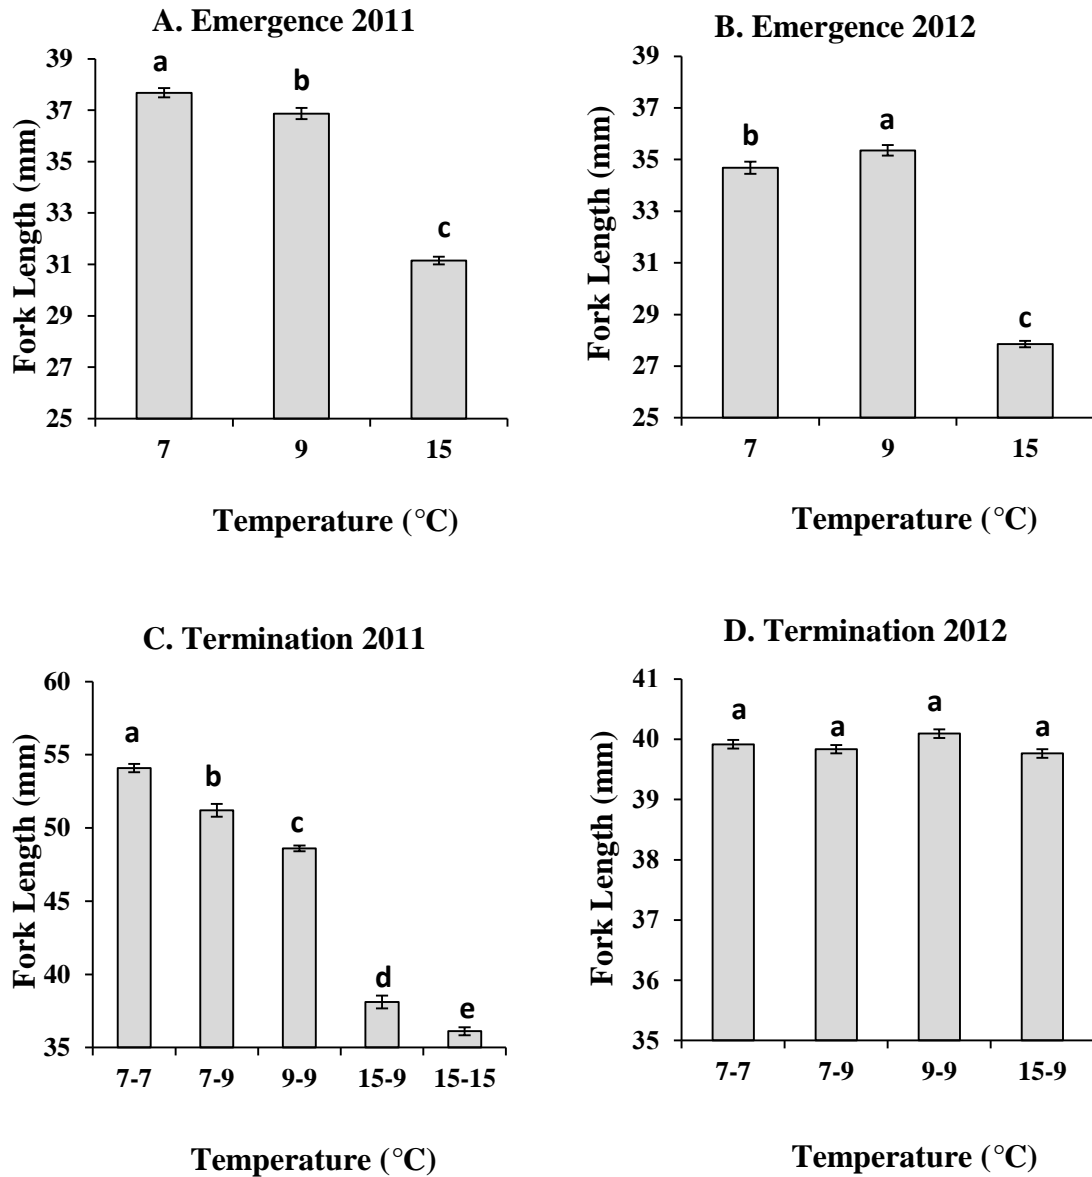 A. Emergence 2011
39
37
35
33
31
29
27
25
Fork Length (mm)
a
b
c
7 9 15
Temperature (°C)
B. Emergence 2012
39
37
35
33
31
29
27
25
Fork Length (mm)
b
a
c
7 9 15
Temperature (°C)
C. Termination 2011
60
55
50
45
40
35
Fork Length (mm)
a
b
c
d
e
7-7 7-9 9-9 15-9 15-15
Temperature (°C)
D. Termination 2012
41
40
39
38
37
36
35
Fork Length (mm)
a
a
a
a
7-7 7-9 9-9 15-9
Temperature (°C)